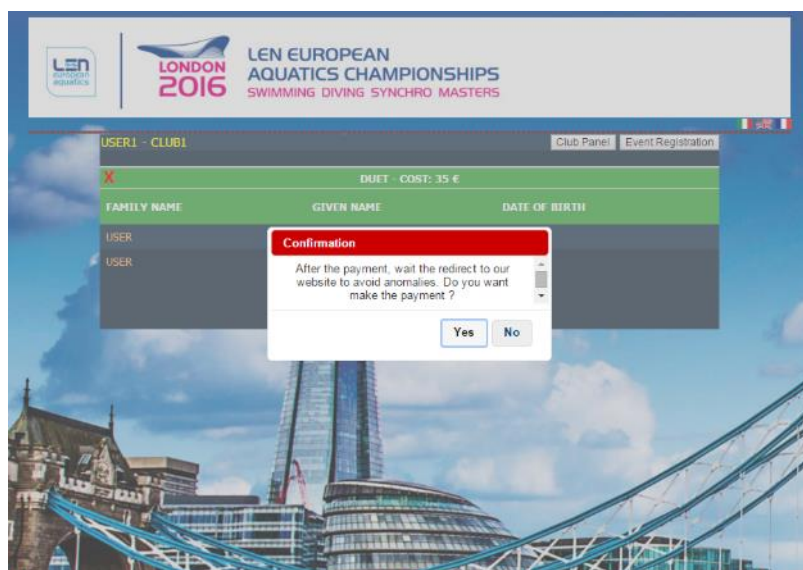 LEN
european
aquatics
LONDON
2016
LEN EUROPEAN
AQUATICS CHAMPIONSHIPS
SWIMMING DIVING SYNCHRO MASTERS
USER1 - CLUB1
Club Panel
Event Registration
X
DUET - COST: 35 €
FAMILY NAME
GIVEN NAME
DATE OF BIRTH
USER
USER
Confirmation
After the payment, wait the redirect to our
website to avoid anomalies. Do you want
make the payment ?
Yes
No